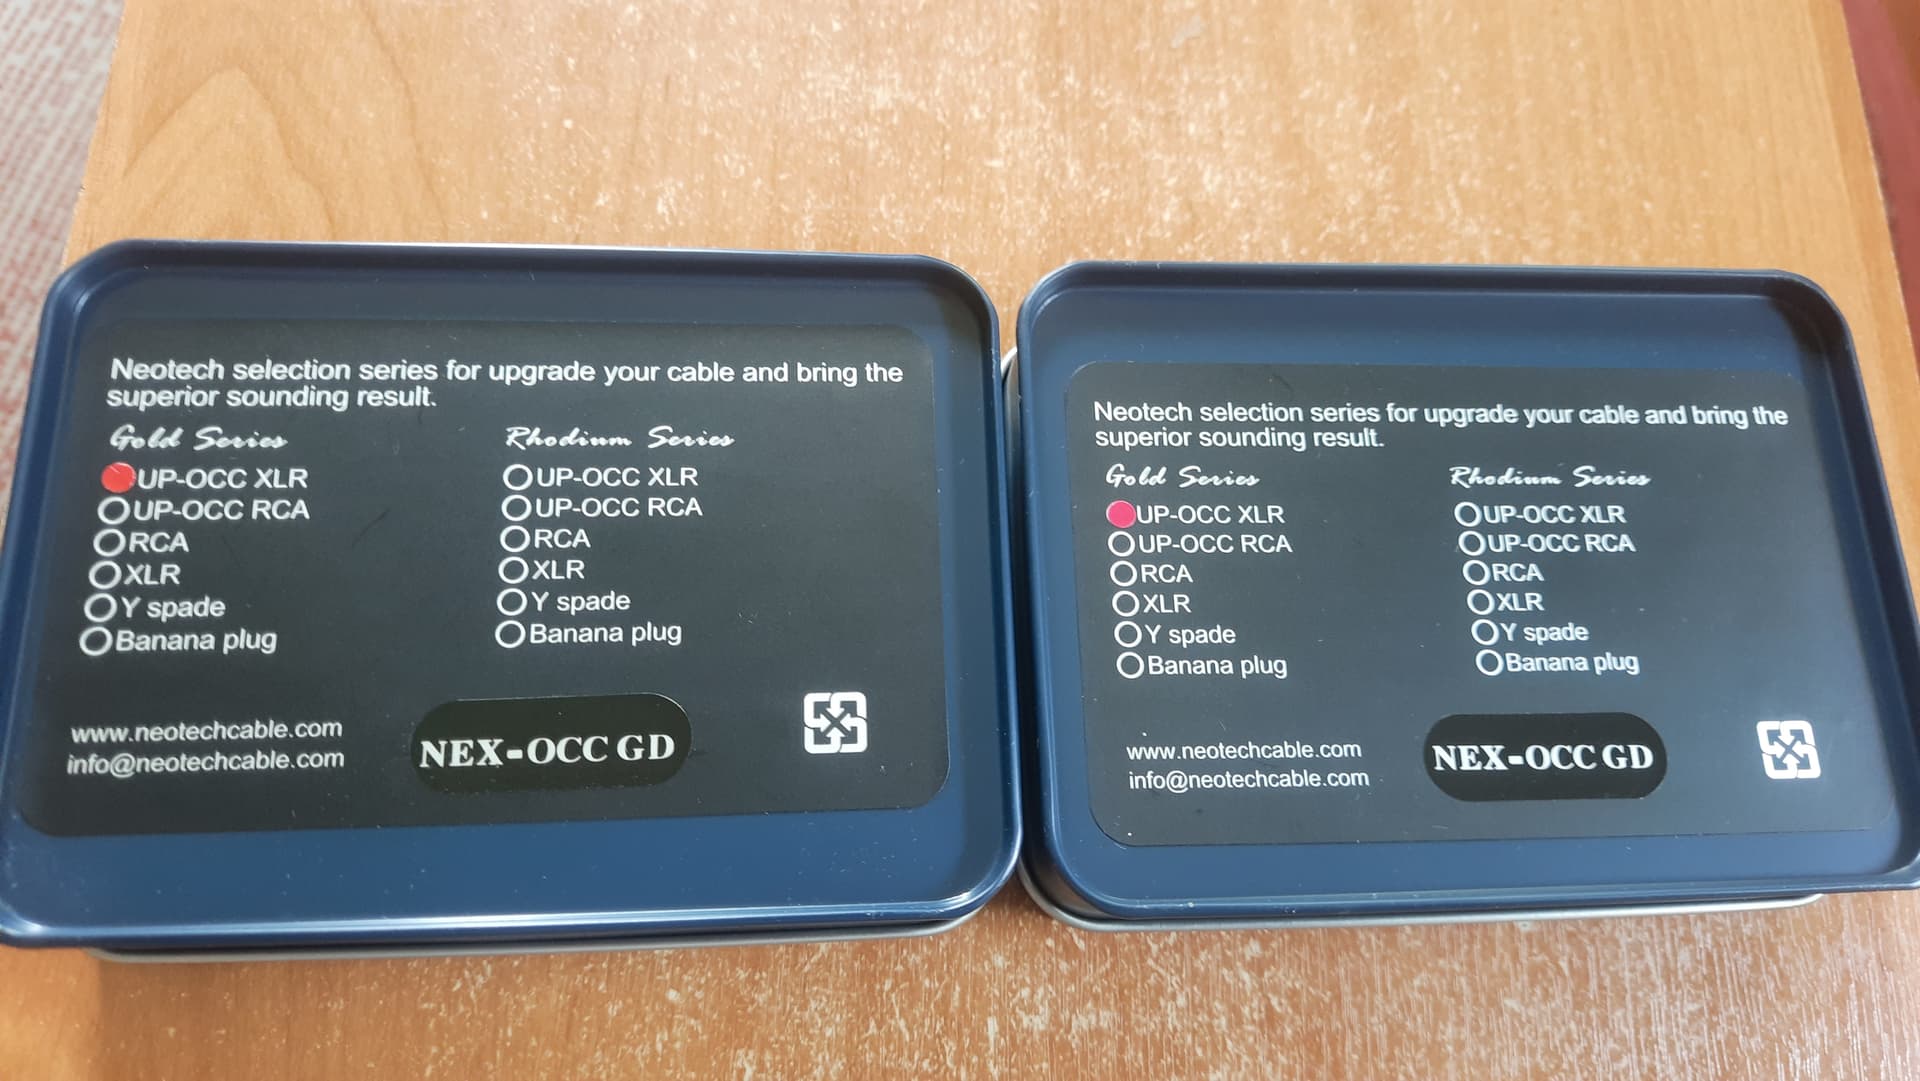 Neotech selection series for upgrade your cable and bring the
superior sounding result.
Gold Series
UP-OCC XLR
UP-OCC RCA
RCA
XLR
Y spade
Banana plug
Rhodium Series
UP-OCC XLR
UP-OCC RCA
RCA
XLR
Y spade
Banana plug
www.neotechcable.com
info@neotechcable.com
NEX-OCC GD
Neotech selection series for upgrade your cable and bring the
superior sounding result.
Gold Series
UP-OCC XLR
UP-OCC RCA
RCA
XLR
Y spade
Banana plug
Rhodium Series
UP-OCC XLR
UP-OCC RCA
RCA
XLR
Y spade
Banana plug
www.neotechcable.com
info@neotechcable.com
NEX-OCC GD